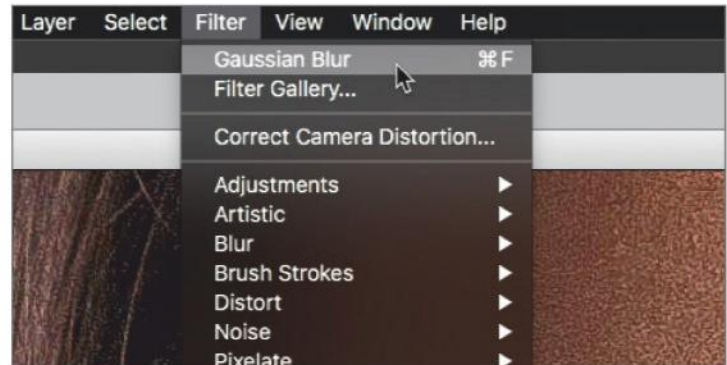 Layer Select Filter View Window Help
Gaussian Blur ⌘F
Filter Gallery...
Correct Camera Distortion...
Adjustments
Artistic
Blur
Brush Strokes
Distort
Noise
Pixelate